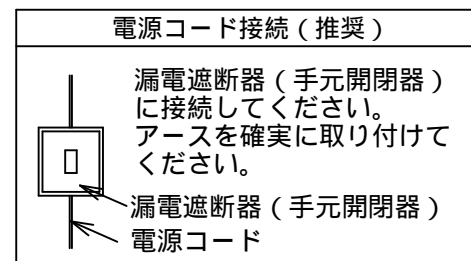 電源コード接続(推奨)
漏電遮断器(手元開閉器)
に接続してください。
アースを確実に取り付けて
ください。
漏電遮断器(手元開閉器)
電源コード